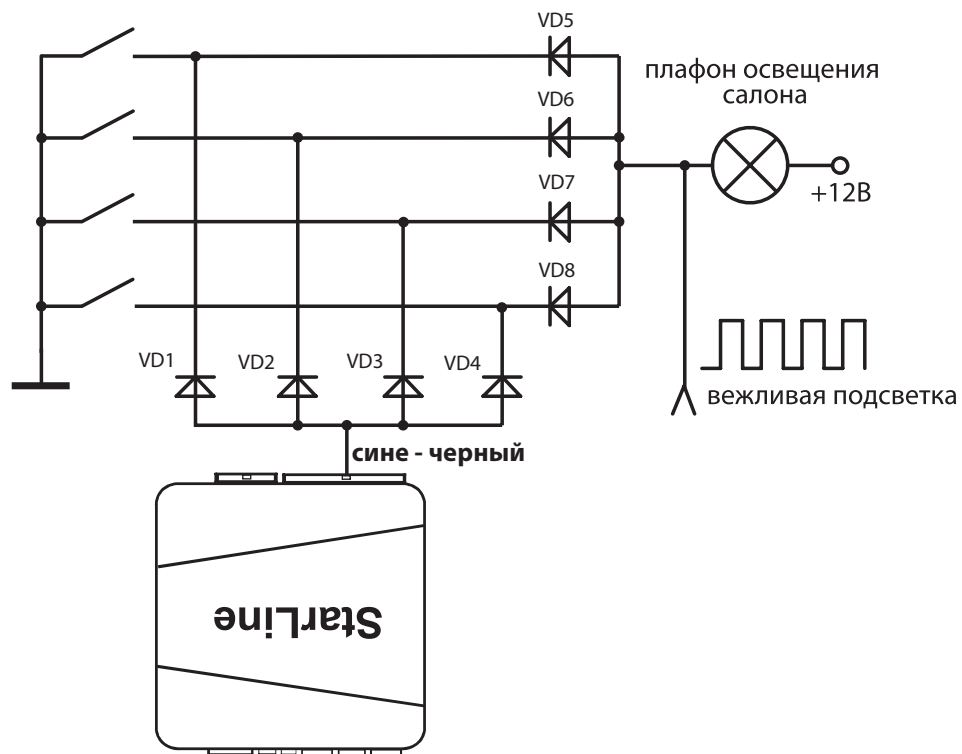 VD5
плафон освещения
салона
VD6
VD7
+12В
VD8
VD1
VD2
VD3
VD4
вежливая подсветка
сине - черный
StarLine